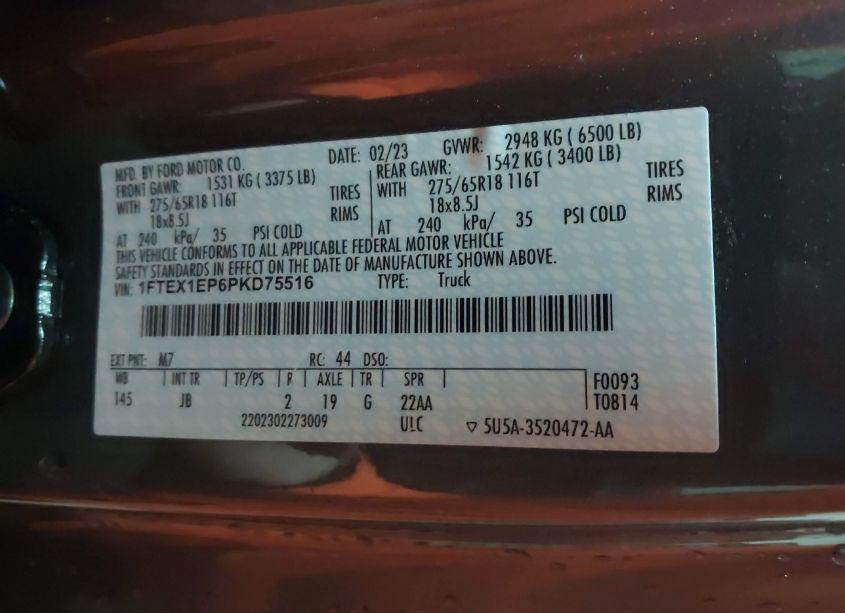 MFD. BY FORD MOTOR CO. DATE: 02/23 GVWR: 2948 KG ( 6500 LB)
FRONT GAWR: 1531 KG ( 3375 LB) REAR GAWR: 1542 KG ( 3400 LB)
WITH 275/65R18 116T TIRES WITH 275/65R18 116T TIRES
18x8.5J RIMS 18x8.5J RIMS
AT 240 kPa/ 35 PSI COLD AT 240 kPa/ 35 PSI COLD
THIS VEHICLE CONFORMS TO ALL APPLICABLE FEDERAL MOTOR VEHICLE
SAFETY STANDARDS IN EFFECT ON THE DATE OF MANUFACTURE SHOWN ABOVE.
VIN: 1FTEX1EP6PKD75516 TYPE: Truck
EXT PNT: M7 RC: 44 DSO:
WB INT TR TP/PS R AXLE TR SPR F0093
145 JB 2 19 G 22AA T0814
2202302273009 ULC ▽ 5U5A-3520472-AA